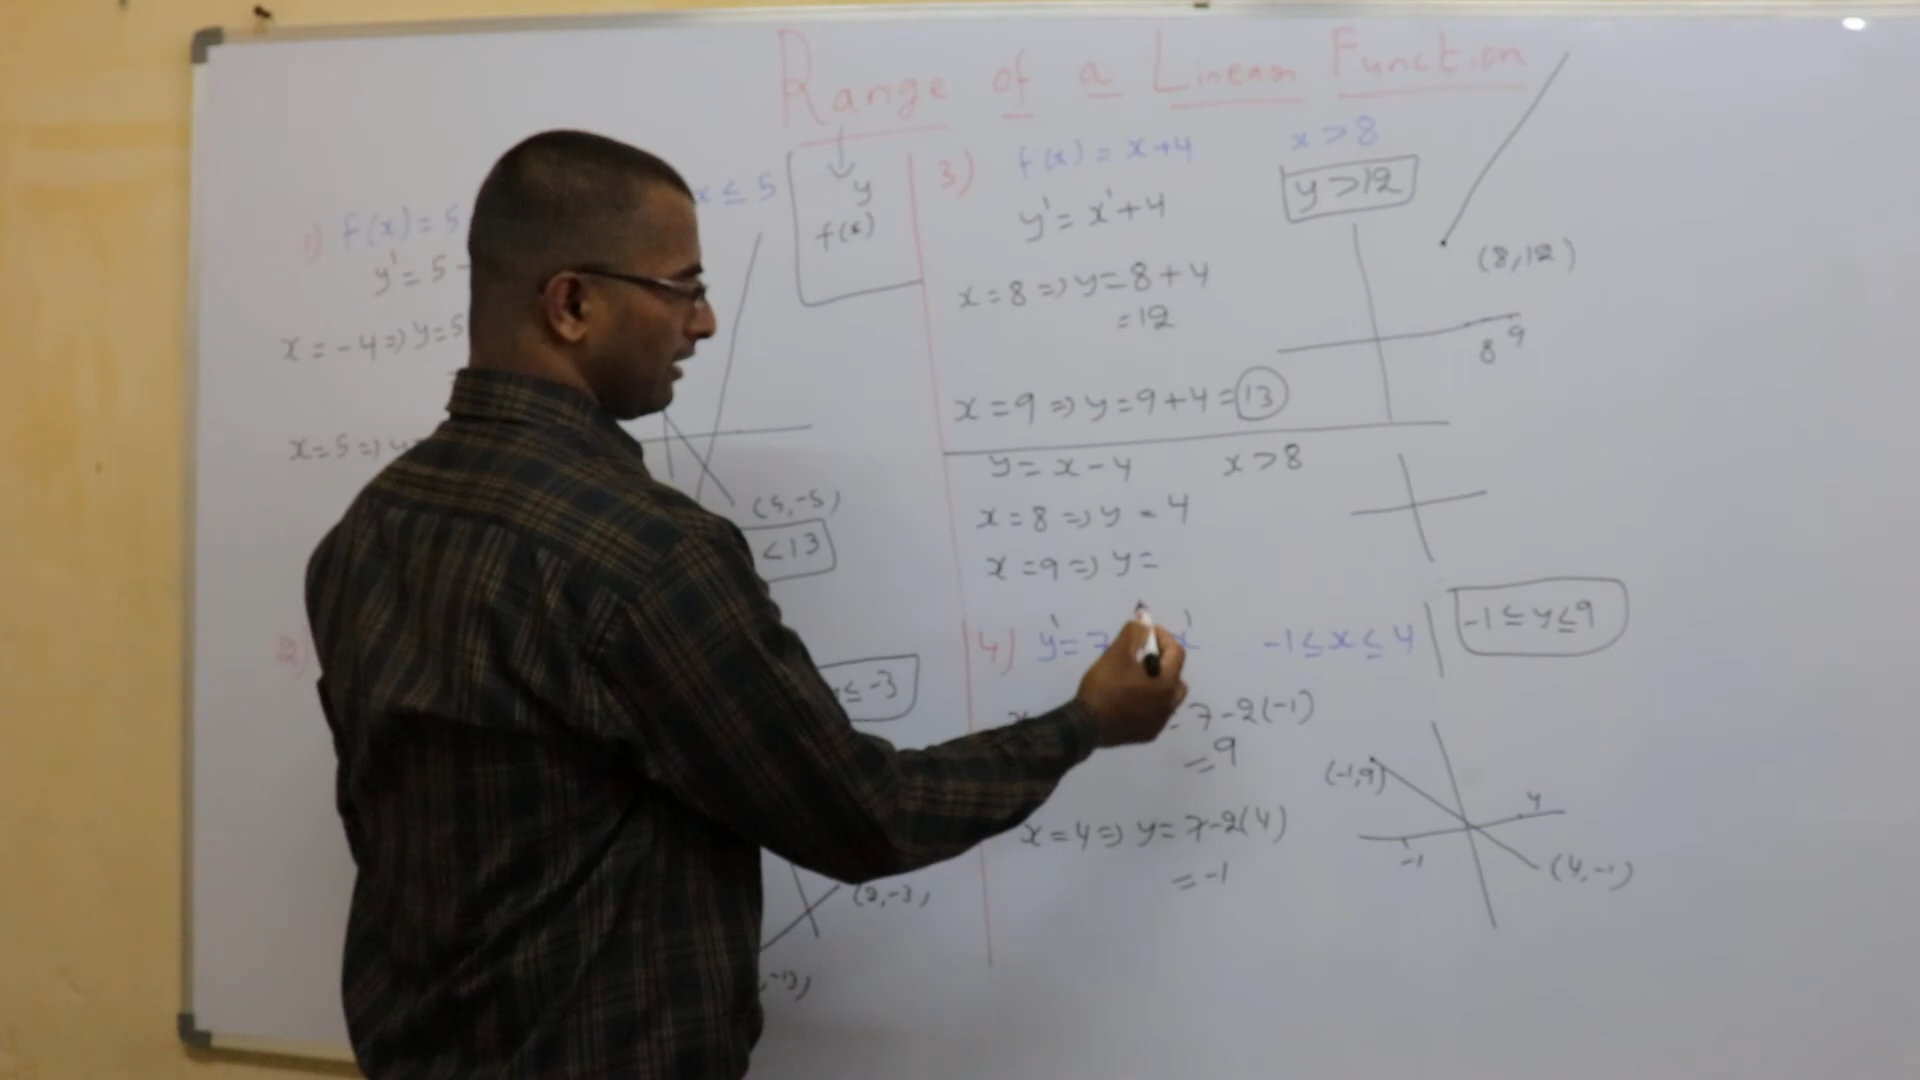 Range of a Linear Function
1) f(x) = 5
x ≤ 5
y' = 5 -
x = -4 => y = 5
x = 5 => y
(5, -5)
< 13
y
f(x)
2)
≤ -3
(2, -3)
-13)
3) f(x) = x+4 x > 8
y' = x' + 4
y > 12
x = 8 => y = 8 + 4
= 12
(8, 12)
8 9
x = 9 => y = 9 + 4 = 13
y = x - 4 x > 8
x = 8 => y = 4
x = 9 => y =
4) y' = 7 x' -1 ≤ x ≤ 4
-1 ≤ y ≤ 9
= 7 - 2(-1)
= 9
x = 4 => y = 7 - 2(4)
= -1
(-1, 9)
4
-1
(4, -1)